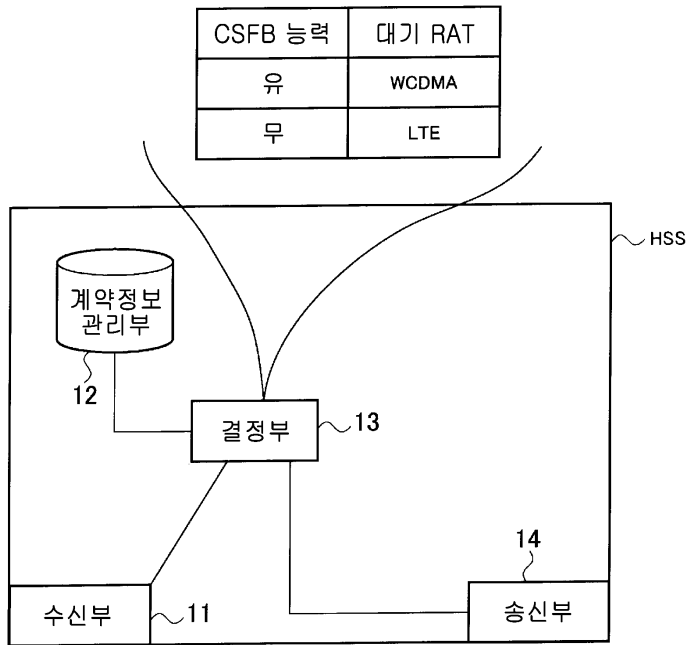 CSFB 능력 대기 RAT
유 WCDMA
무 LTE
HSS
계약정보
관리부
12
결정부 13
14
수신부 11 송신부